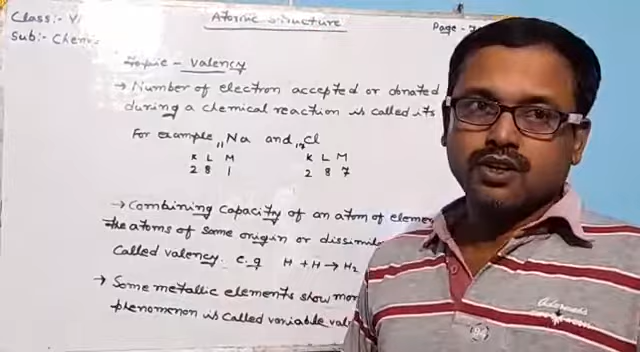 Class:- V
Atomic Structure
Page - 7
Sub:- Chem
Topic - Valency
→ Number of electron accepted or donated
during a chemical reaction is called its
For example ₁₁Na and ₁₇Cl
K L M K L M
2 8 1 2 8 7
→ Combining capacity of an atom of elemen
the atoms of same origin or dissimil
Called valency. e.g H + H → H₂
→ Some metallic elements show mor
phenomenon is called variable val